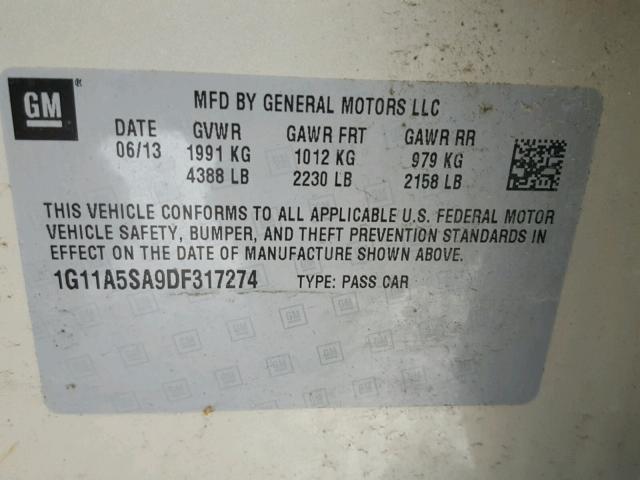 GM
MFD BY GENERAL MOTORS LLC
DATE GVWR GAWR FRT GAWR RR
06/13 1991 KG 1012 KG 979 KG
4388 LB 2230 LB 2158 LB
THIS VEHICLE CONFORMS TO ALL APPLICABLE U.S. FEDERAL MOTOR
VEHICLE SAFETY, BUMPER, AND THEFT PREVENTION STANDARDS IN
EFFECT ON THE DATE OF MANUFACTURE SHOWN ABOVE.
1G11A5SA9DF317274 TYPE: PASS CAR